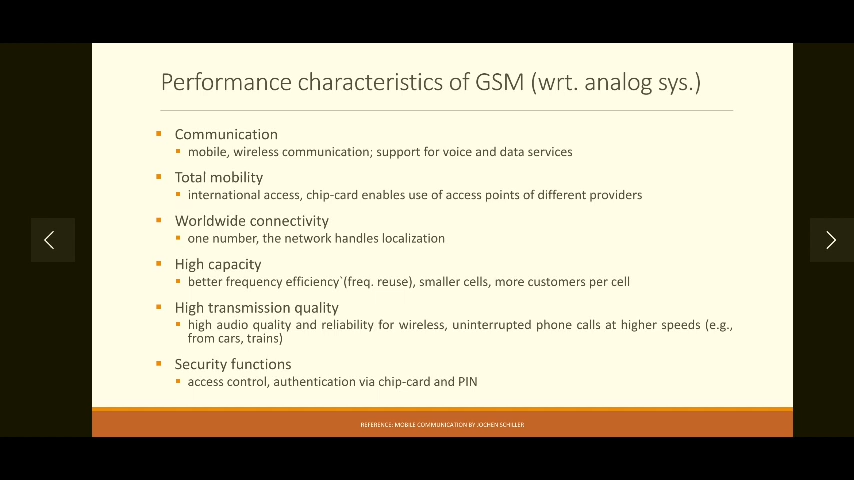 Performance characteristics of GSM (wrt. analog sys.)
Communication
mobile, wireless communication; support for voice and data services
Total mobility
international access, chip-card enables use of access points of different providers
Worldwide connectivity
one number, the network handles localization
High capacity
better frequency efficiency`(freq. reuse), smaller cells, more customers per cell
High transmission quality
high audio quality and reliability for wireless, uninterrupted phone calls at higher speeds (e.g.,
from cars, trains)
Security functions
access control, authentication via chip-card and PIN
REFERENCE: MOBILE COMMUNICATION BY JOCHEN SCHILLER